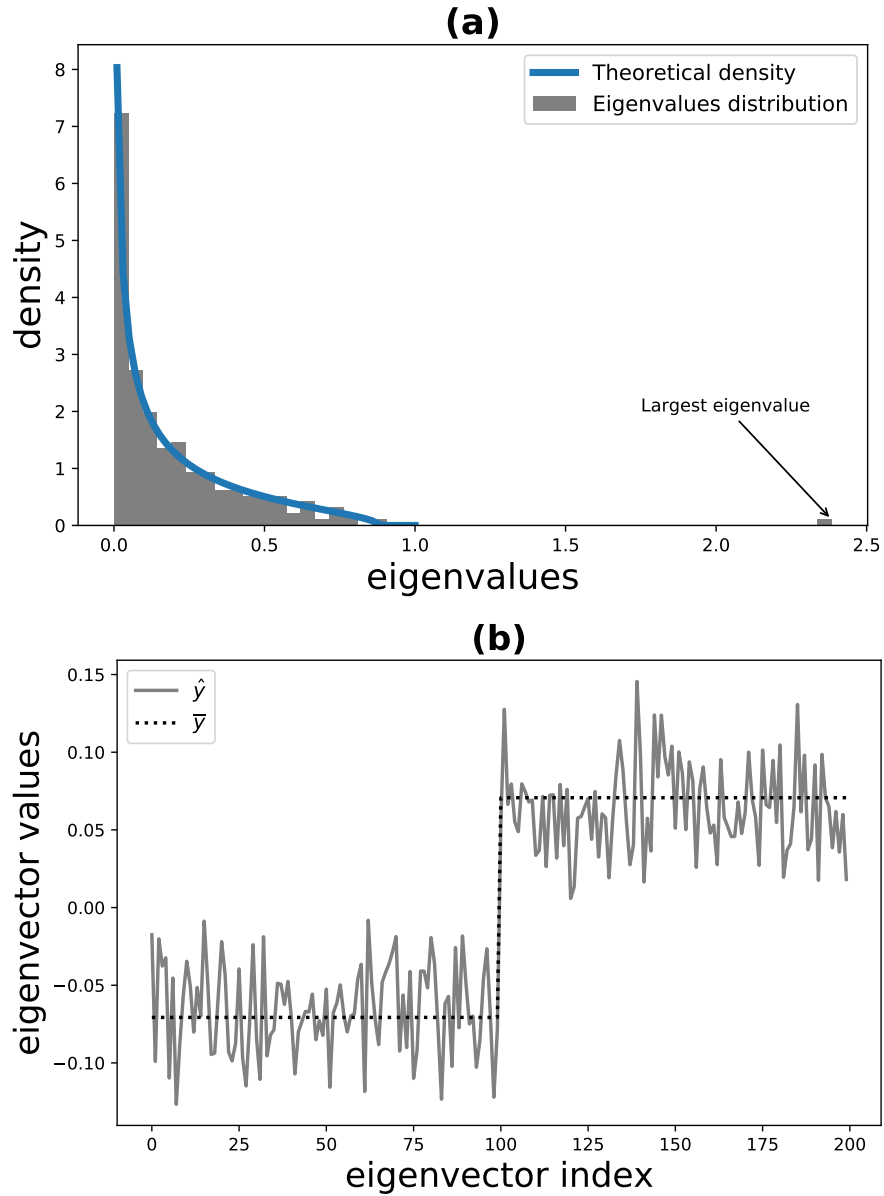 (a)
8
7
6
5
4
3
2
1
0
density
Theoretical density
Eigenvalues distribution
Largest eigenvalue
0.0 0.5 1.0 1.5 2.0 2.5
eigenvalues
(b)
0.15
0.10
0.05
0.00
−0.05
−0.10
eigenvector values
ŷ
y̅
0 25 50 75 100 125 150 175 200
eigenvector index